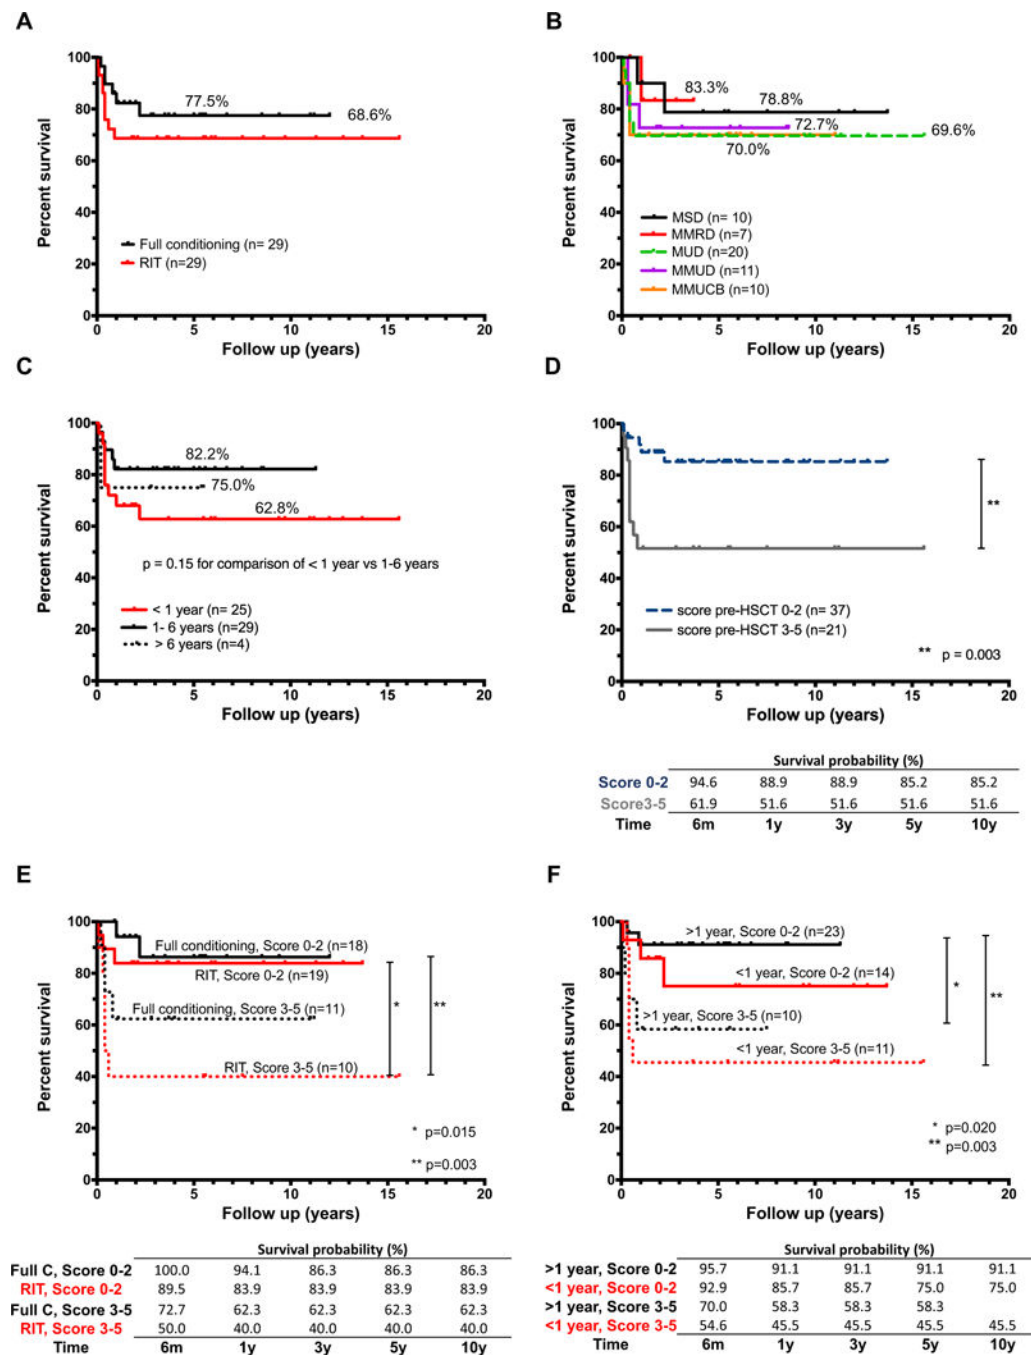 A
Percent survival
100
80
60
40
20
0
77.5%
68.6%
Full conditioning (n= 29)
RIT (n=29)
0 5 10 15 20
Follow up (years)
B
Percent survival
100
80
60
40
20
0
83.3%
78.8%
72.7%
69.6%
70.0%
MSD (n= 10)
MMRD (n=7)
MUD (n=20)
MMUD (n=11)
MMUCB (n=10)
0 5 10 15 20
Follow up (years)
C
Percent survival
100
80
60
40
20
0
82.2%
75.0%
62.8%
p = 0.15 for comparison of < 1 year vs 1-6 years
< 1 year (n= 25)
1- 6 years (n=29)
> 6 years (n=4)
0 5 10 15 20
Follow up (years)
D
Percent survival
100
80
60
40
20
0
**
score pre-HSCT 0-2 (n= 37)
score pre-HSCT 3-5 (n=21)
** p = 0.003
0 5 10 15 20
Follow up (years)
Survival probability (%)
Score 0-2 94.6 88.9 88.9 85.2 85.2
Score3-5 61.9 51.6 51.6 51.6 51.6
Time 6m 1y 3y 5y 10y
E
Percent survival
100
80
60
40
20
0
Full conditioning, Score 0-2 (n=18)
RIT, Score 0-2 (n=19)
Full conditioning, Score 3-5 (n=11)
RIT, Score 3-5 (n=10)
* **
* p=0.015
** p=0.003
0 5 10 15 20
Follow up (years)
Survival probability (%)
Full C, Score 0-2 100.0 94.1 86.3 86.3 86.3
RIT, Score 0-2 89.5 83.9 83.9 83.9 83.9
Full C, Score 3-5 72.7 62.3 62.3 62.3 62.3
RIT, Score 3-5 50.0 40.0 40.0 40.0 40.0
Time 6m 1y 3y 5y 10y
F
Percent survival
100
80
60
40
20
0
>1 year, Score 0-2 (n=23)
<1 year, Score 0-2 (n=14)
>1 year, Score 3-5 (n=10)
<1 year, Score 3-5 (n=11)
* **
* p=0.020
** p=0.003
0 5 10 15 20
Follow up (years)
Survival probability (%)
>1 year, Score 0-2 95.7 91.1 91.1 91.1 91.1
<1 year, Score 0-2 92.9 85.7 85.7 75.0 75.0
>1 year, Score 3-5 70.0 58.3 58.3 58.3
<1 year, Score 3-5 54.6 45.5 45.5 45.5 45.5
Time 6m 1y 3y 5y 10y